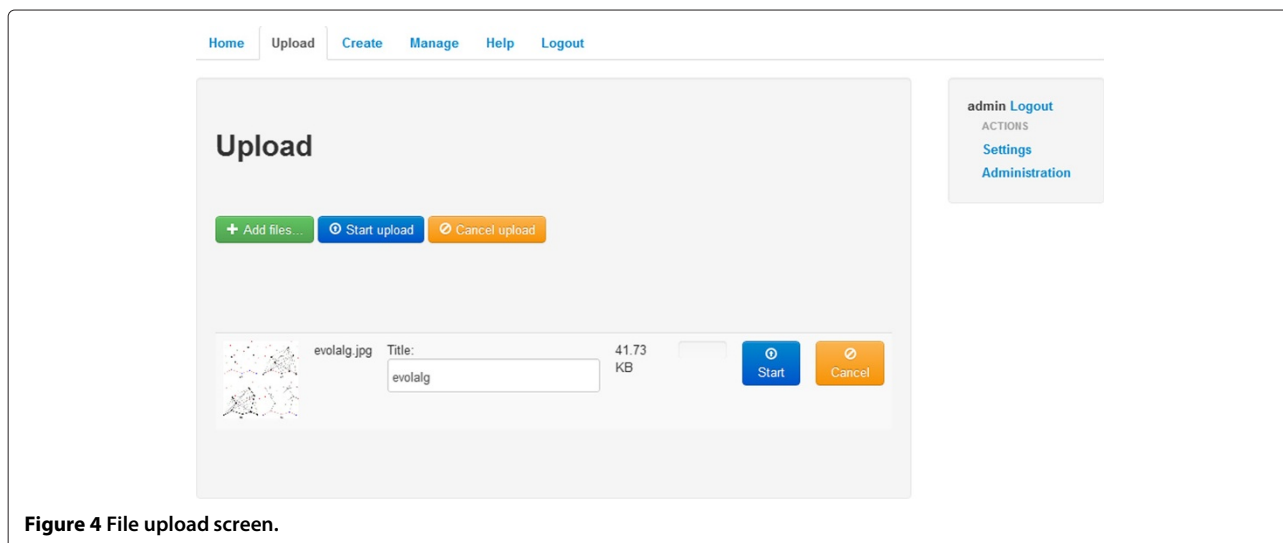 Home Upload Create Manage Help Logout
admin Logout
ACTIONS
Settings
Administration
Upload
Add files... Start upload Cancel upload
evolalg.jpg Title: 41.73
KB
evolalg
Start Cancel
Figure 4 File upload screen.